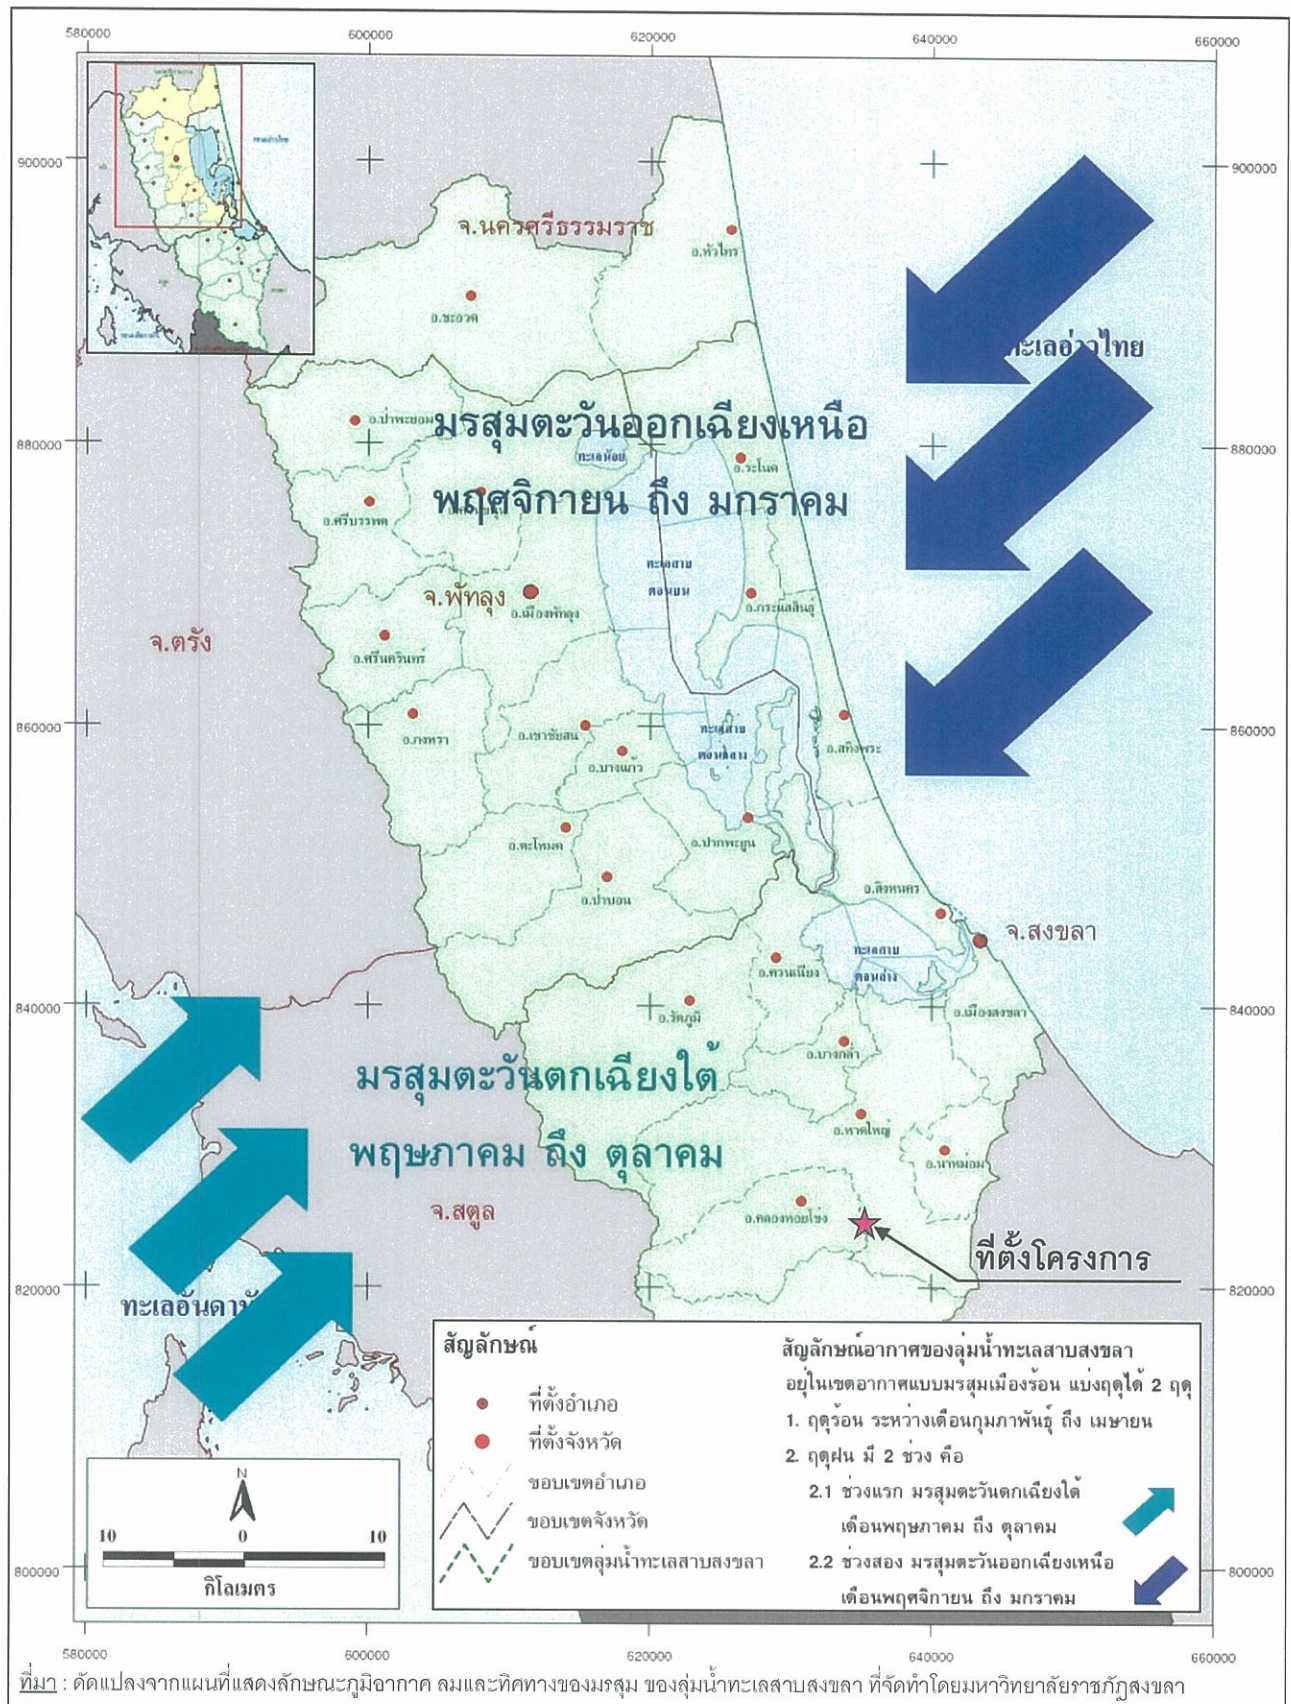 580000 600000 620000 640000 660000
900000 900000
จ.นครศรีธรรมราช
อ.หัวไทร
อ.ชะอวด
ทะเลอ่าวไทย
อ.ป่าพะยอม
มรสุมตะวันออกเฉียงเหนือ
880000 880000
ทะเลน้อย
อ.ระโนด
พฤศจิกายน ถึง มกราคม
อ.ศรีบรรพต
ทะเลสาบ
ตอนบน
จ.พัทลุง
อ.เมืองพัทลุง
อ.กระแสสินธุ์
จ.ตรัง
อ.ศรีนครินทร์
860000 860000
อ.กงหรา
อ.เขาชัยสน
ทะเลสาบ
ตอนกลาง
อ.สทิงพระ
อ.บางแก้ว
อ.ตะโหมด
อ.ปากพะยูน
อ.ป่าบอน
อ.สิงหนคร
จ.สงขลา
ทะเลสาบ
ตอนล่าง
อ.ควนเนียง
840000 840000
อ.รัตภูมิ
อ.เมืองสงขลา
อ.บางกล่ำ
มรสุมตะวันตกเฉียงใต้
อ.หาดใหญ่
พฤษภาคม ถึง ตุลาคม
อ.นาหม่อม
จ.สตูล
อ.คลองหอยโข่ง
ที่ตั้งโครงการ
820000 820000
ทะเลอันดามัน
สัญลักษณ์
ที่ตั้งอำเภอ
ที่ตั้งจังหวัด
ขอบเขตอำเภอ
ขอบเขตจังหวัด
ขอบเขตลุ่มน้ำทะเลสาบสงขลา
สัญลักษณ์อากาศของลุ่มน้ำทะเลสาบสงขลา
อยู่ในเขตอากาศแบบมรสุมเมืองร้อน แบ่งฤดูได้ 2 ฤดู
1. ฤดูร้อน ระหว่างเดือนกุมภาพันธุ์ ถึง เมษายน
2. ฤดูฝน มี 2 ช่วง คือ
2.1 ช่วงแรก มรสุมตะวันตกเฉียงใต้
เดือนพฤษภาคม ถึง ตุลาคม
2.2 ช่วงสอง มรสุมตะวันออกเฉียงเหนือ
เดือนพฤศจิกายน ถึง มกราคม
N
10 0 10
กิโลเมตร
800000 800000
580000 600000 620000 640000 660000
ที่มา : ดัดแปลงจากแผนที่แสดงลักษณะภูมิอากาศ ลมและทิศทางของมรสุม ของลุ่มน้ำทะเลสาบสงขลา ที่จัดทำโดยมหาวิทยาลัยราชภัฏสงขลา